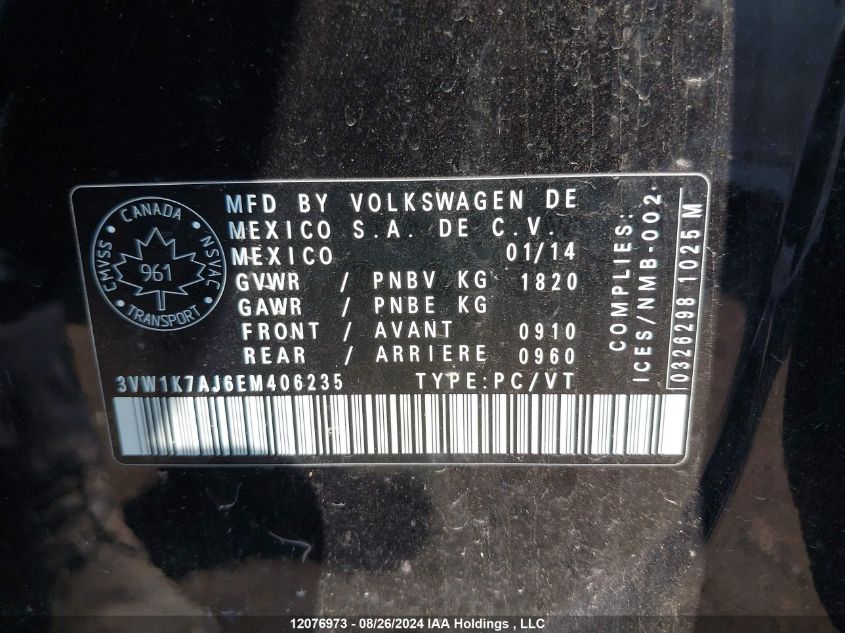 CANADA
CMVSS
NSVAC
961
TRANSPORT
MFD BY VOLKSWAGEN DE
MEXICO S.A. DE C.V.
MEXICO 01/14
GVWR / PNBV KG 1820
GAWR / PNBE KG
FRONT / AVANT 0910
REAR / ARRIERE 0960
3VW1K7AJ6EM406235 TYPE:PC/VT
COMPLIES:
ICES/NMB-002
0326298 1025 M
12076973 - 08/26/2024 IAA Holdings , LLC